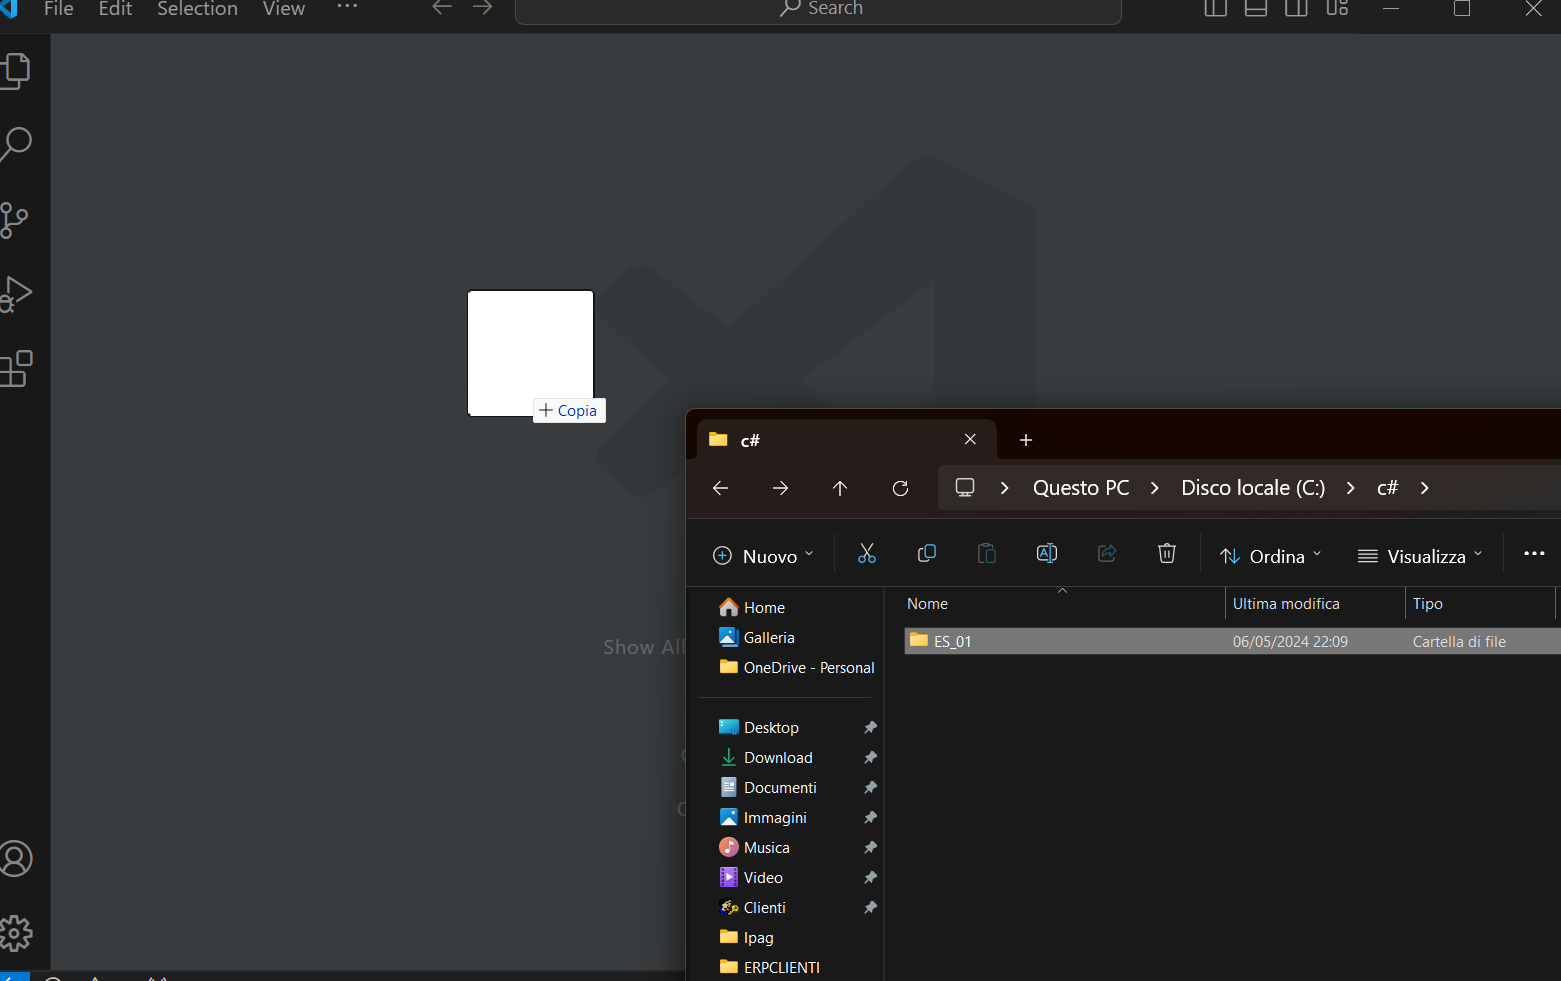 File Edit Selection View ···
Search
+ Copia
c#
Questo PC > Disco locale (C:) > c# >
Nuovo
Ordina
Visualizza
Nome Ultima modifica Tipo
ES_01 06/05/2024 22:09 Cartella di file
Home
Galleria
OneDrive - Personal
Show All
Desktop
Download
Documenti
Immagini
Musica
Video
Clienti
Ipag
ERPCLIENTI